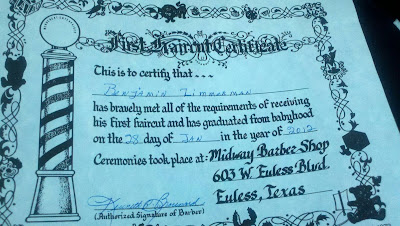 First Haircut Certificate
This is to certify that . . .
Benjamin Zimmerman
has bravely met all of the requirements of receiving
his first haircut and has graduated from babyhood
on the 28 day of Jan in the year of 2012
Ceremonies took place at: Midway Barber Shop
603 W. Euless Blvd.
Euless, Texas
(Authorized Signature of Barber)